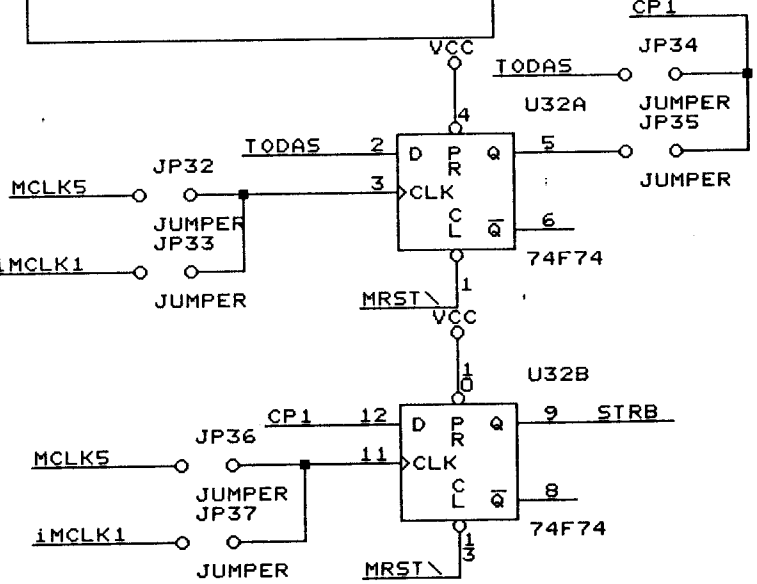 CP1
VCC
JP34
TODAS
JUMPER
U32A
4
JP35
TODAS
2
D
PR
Q
5
JP32
JUMPER
MCLK5
3
CLK
JUMPER
CL
Q
6
JP33
74F74
iMCLK1
JUMPER
1
MRST\
VCC
10
U32B
CP1
12
D
PR
Q
9
STRB
JP36
MCLK5
11
CLK
JUMPER
CL
Q
8
JP37
74F74
iMCLK1
13
JUMPER
MRST\